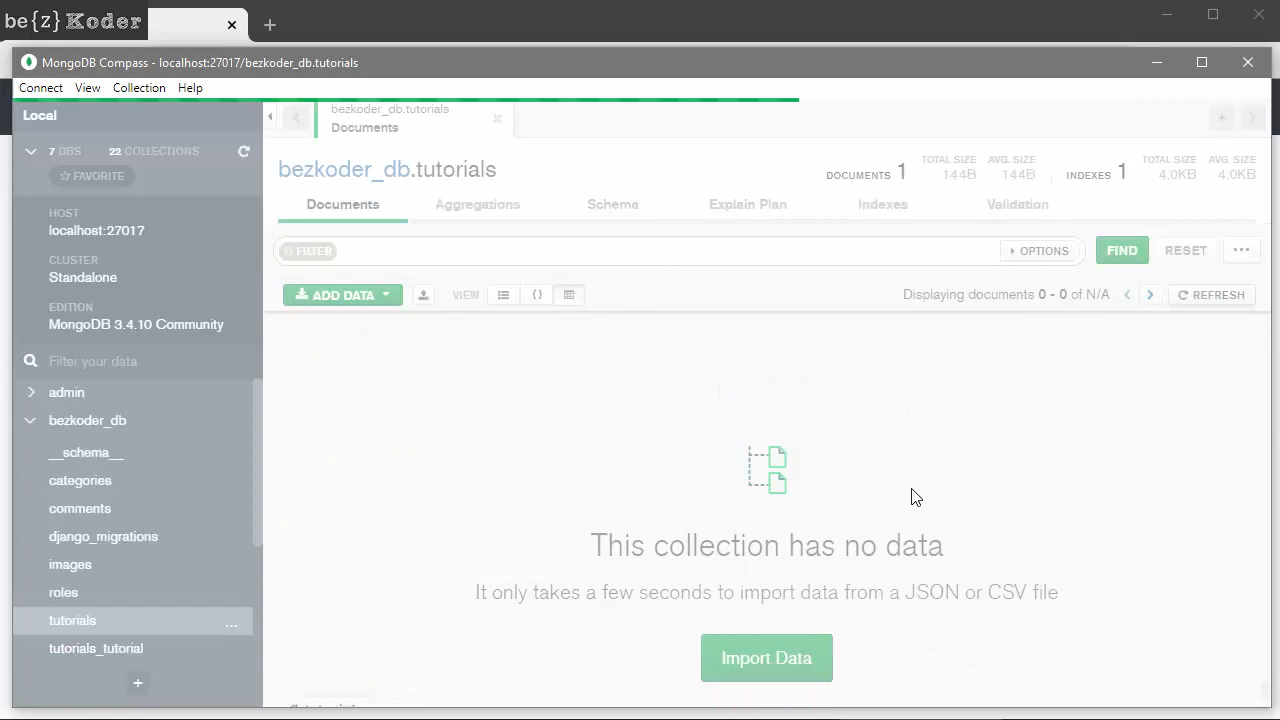 be{z}Koder
MongoDB Compass - localhost:27017/bezkoder_db.tutorials
Connect View Collection Help
Local
7 DBS 22 COLLECTIONS
FAVORITE
HOST
localhost:27017
CLUSTER
Standalone
EDITION
MongoDB 3.4.10 Community
Filter your data
admin
bezkoder_db
__schema__
categories
comments
django_migrations
images
roles
tutorials ...
tutorials_tutorial
+
bezkoder_db.tutorials
Documents
bezkoder_db.tutorials
DOCUMENTS 1 TOTAL SIZE 144B AVG. SIZE 144B INDEXES 1 TOTAL SIZE 4.0KB AVG. SIZE 4.0KB
Documents Aggregations Schema Explain Plan Indexes Validation
FILTER OPTIONS FIND RESET ...
ADD DATA VIEW { } Displaying documents 0 - 0 of N/A < > REFRESH
This collection has no data
It only takes a few seconds to import data from a JSON or CSV file
Import Data